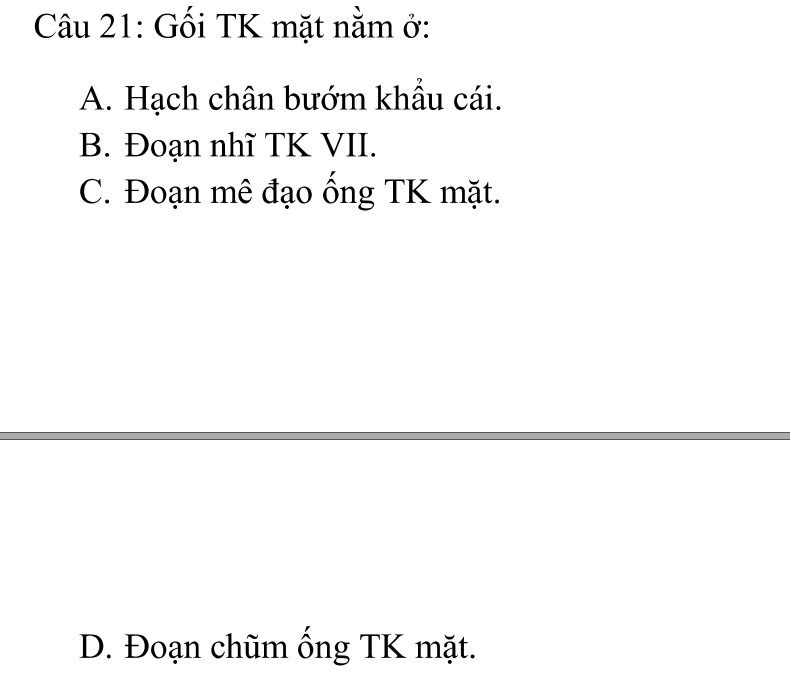 Câu 21: Gối TK mặt nằm ở:
A. Hạch chân bướm khẩu cái.
B. Đoạn nhĩ TK VII.
C. Đoạn mê đạo ống TK mặt.
D. Đoạn chũm ống TK mặt.